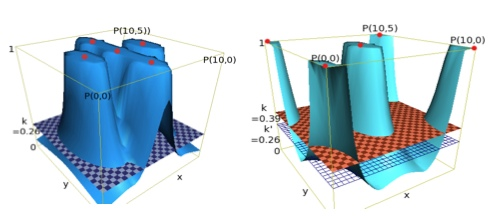 P(10,5))
1
P(10,0)
P(0,0)
k
=0.26
0
y
x
P(10,5)
P(10,0)
1
P(0,0)
k
=0.39
k'
=0.26
0
y
x